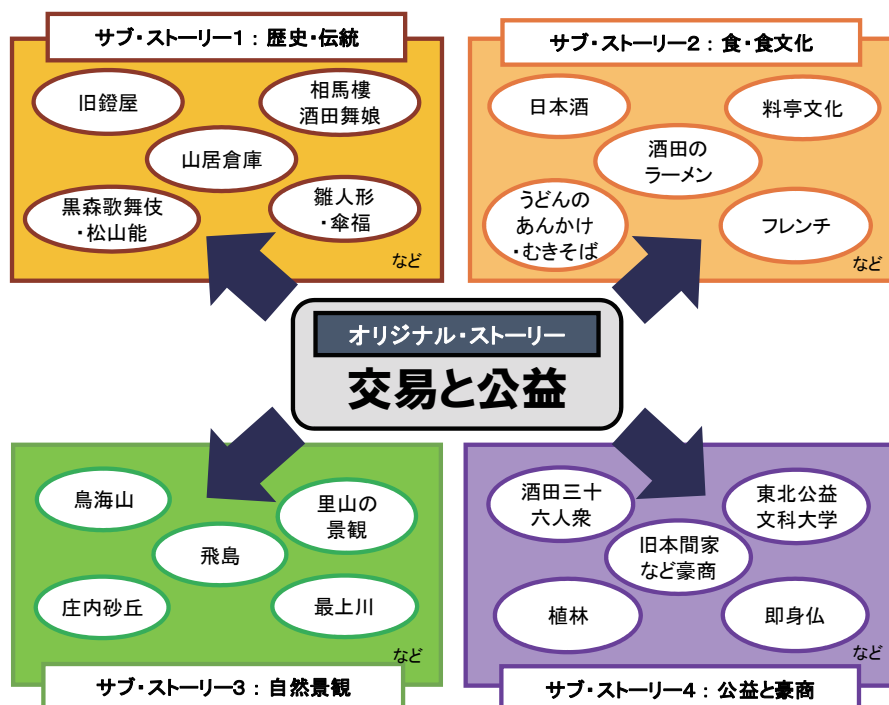 サブ・ストーリー1：歴史・伝統
旧鐙屋
相馬樓
酒田舞娘
山居倉庫
黒森歌舞伎
・松山能
雛人形
・傘福
など
サブ・ストーリー2：食・食文化
日本酒
料亭文化
酒田の
ラーメン
うどんの
あんかけ
・むきそば
フレンチ
など
オリジナル・ストーリー
交易と公益
鳥海山
里山の
景観
飛島
庄内砂丘
最上川
など
サブ・ストーリー3：自然景観
酒田三十
六人衆
東北公益
文科大学
旧本間家
など豪商
植林
即身仏
など
サブ・ストーリー4：公益と豪商